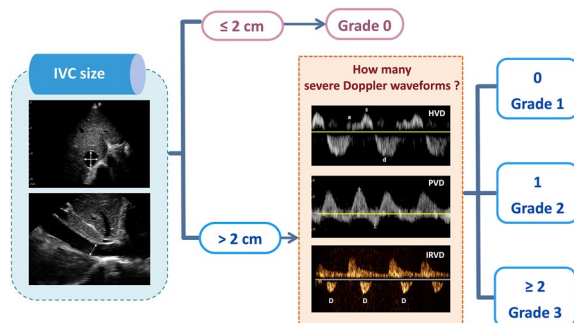 IVC size
≤ 2 cm
Grade 0
> 2 cm
How many
severe Doppler waveforms ?
HVD
a
s
d
PVD
IRVD
D D D
0
Grade 1
1
Grade 2
≥ 2
Grade 3